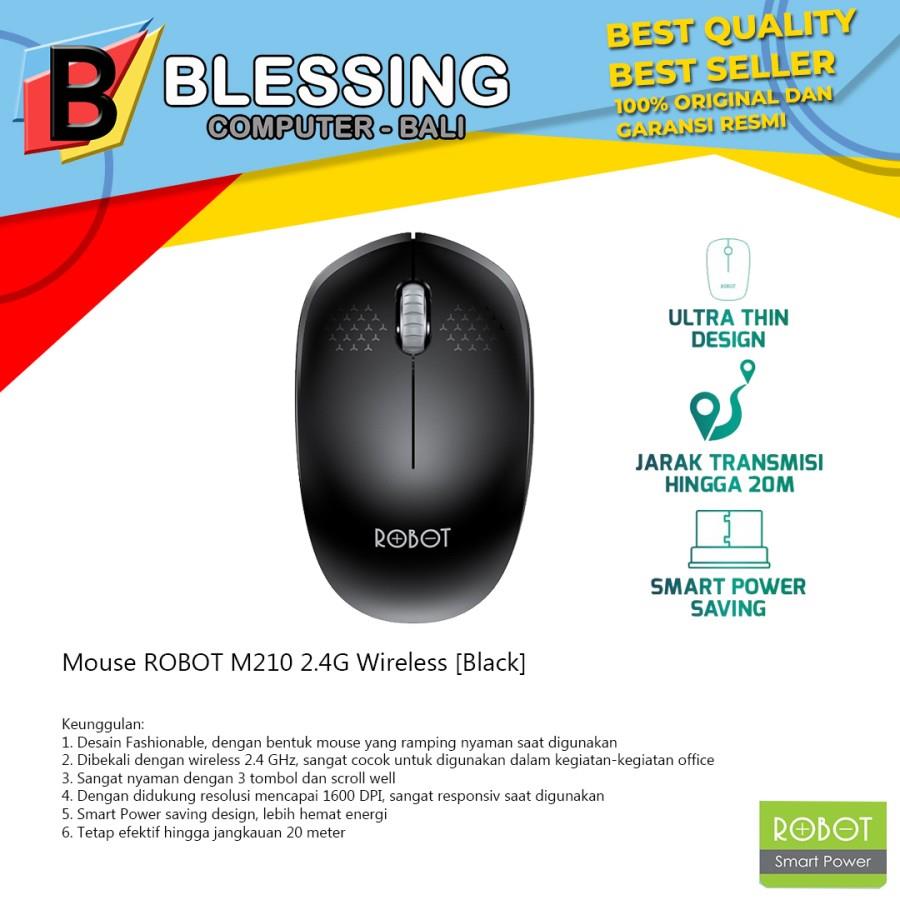 B BLESSING
COMPUTER - BALI
BEST QUALITY
BEST SELLER
100% ORIGINAL DAN
GARANSI RESMI
ROBOT
ROBOT
ULTRA THIN
DESIGN
JARAK TRANSMISI
HINGGA 20M
SMART POWER
SAVING
Mouse ROBOT M210 2.4G Wireless [Black]
Keunggulan:
1. Desain Fashionable, dengan bentuk mouse yang ramping nyaman saat digunakan
2. Dibekali dengan wireless 2.4 GHz, sangat cocok untuk digunakan dalam kegiatan-kegiatan office
3. Sangat nyaman dengan 3 tombol dan scroll well
4. Dengan didukung resolusi mencapai 1600 DPI, sangat responsiv saat digunakan
5. Smart Power saving design, lebih hemat energi
6. Tetap efektif hingga jangkauan 20 meter
ROBOT
Smart Power